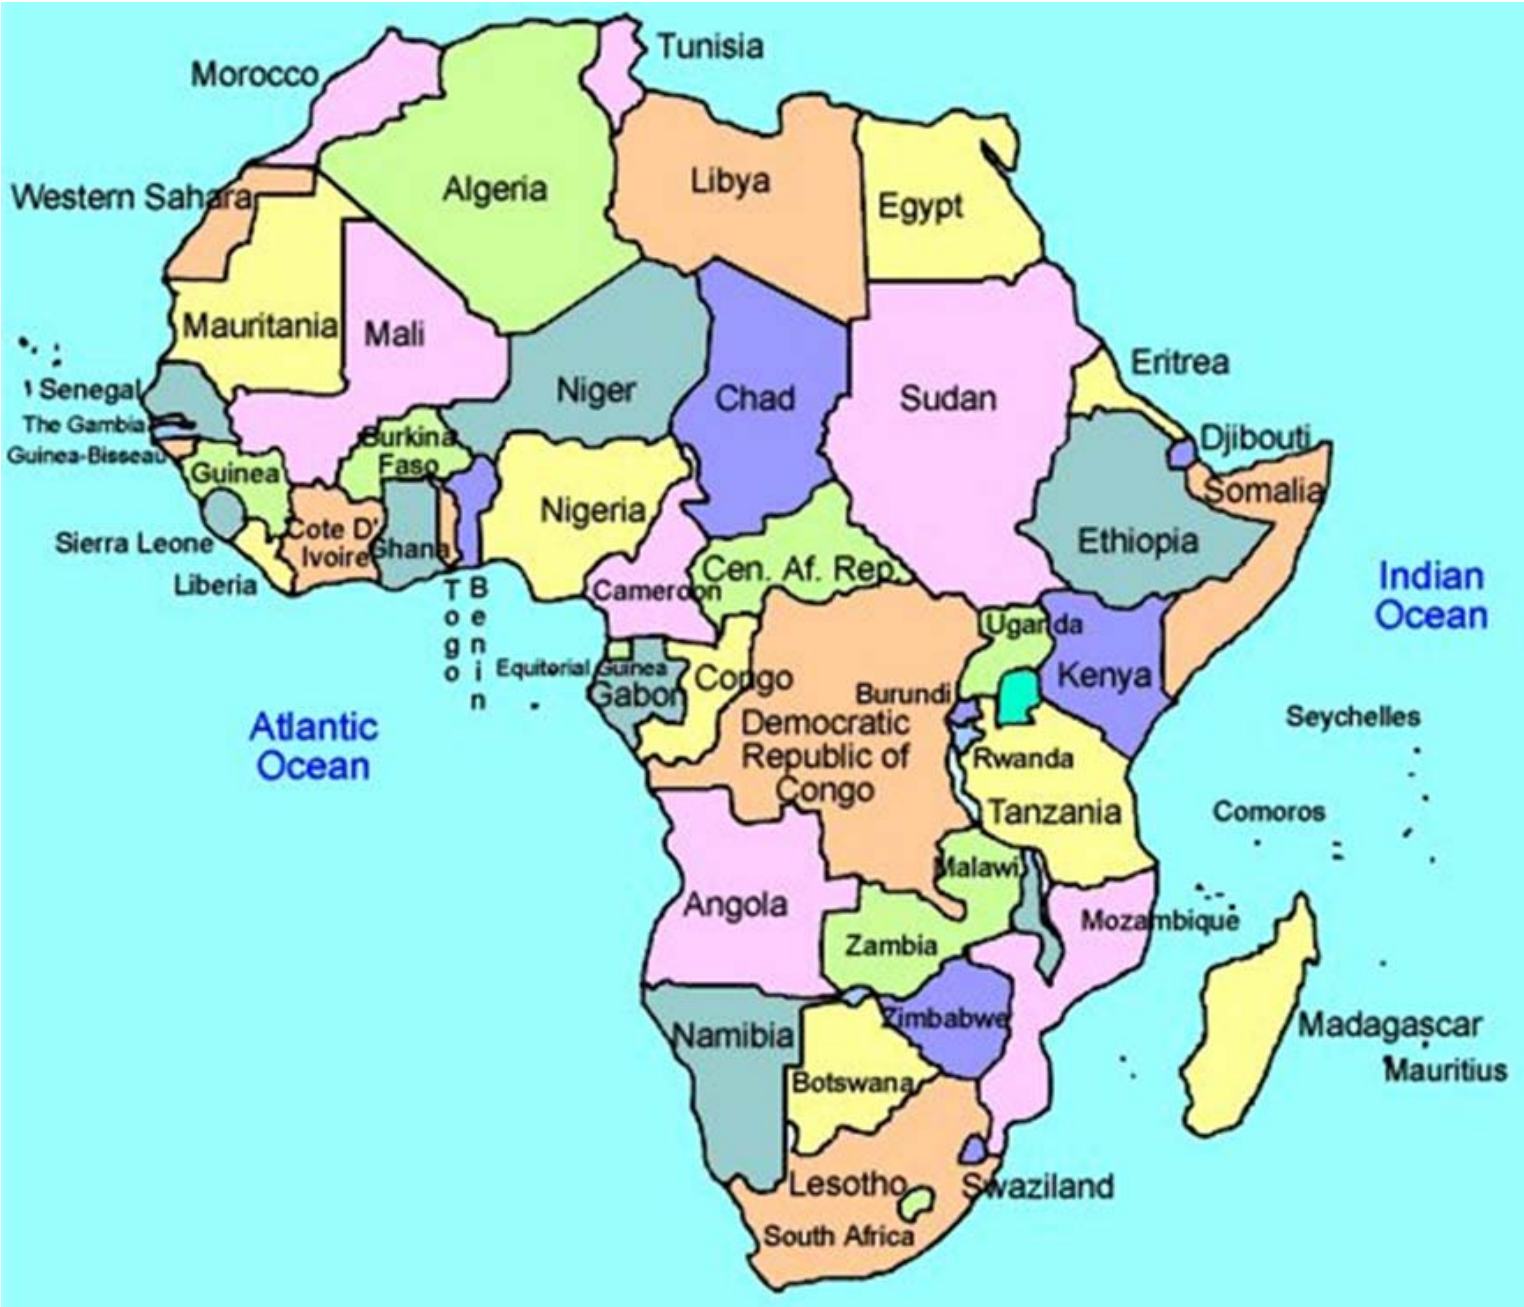 Tunisia
Morocco
Algeria
Libya
Western Sahara
Egypt
Mauritania
Mali
Niger
Chad
Sudan
Eritrea
Senegal
The Gambia
Guinea-Bisseau
Burkina
Faso
Djibouti
Guinea
Somalia
Nigeria
Cote D'
Ivoire
Ghana
Sierra Leone
Ethiopia
Liberia
Togo
Benin
Cen. Af. Rep.
Cameroon
Indian
Ocean
Uganda
Equitorial Guinea
Gabon
Congo
Kenya
Burundi
Atlantic
Ocean
Democratic
Republic of
Congo
Seychelles
Rwanda
Tanzania
Comoros
Malawi
Angola
Mozambique
Zambia
Zimbabwe
Namibia
Madagascar
Mauritius
Botswana
Lesotho
Swaziland
South Africa